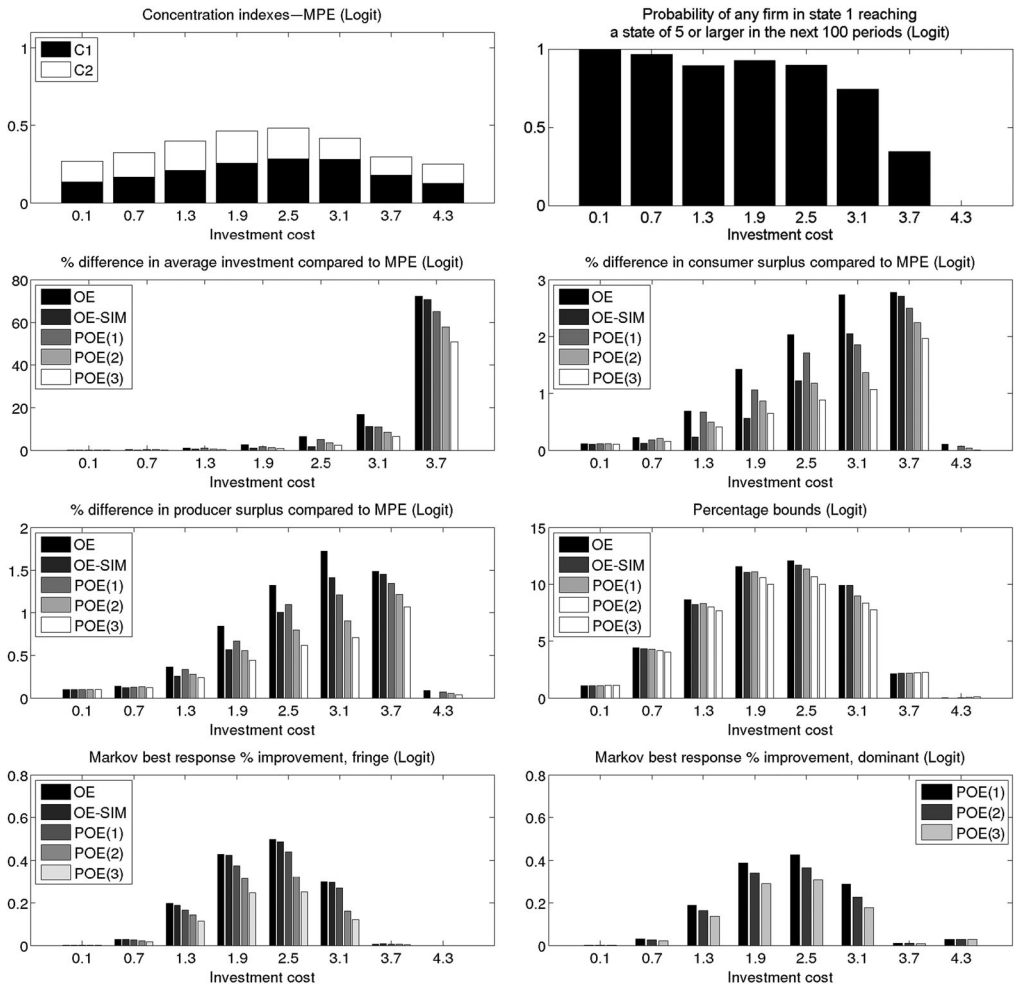 Concentration indexes—MPE (Logit)
1
0.5
0
C1
C2
0.1 0.7 1.3 1.9 2.5 3.1 3.7 4.3
Investment cost
Probability of any firm in state 1 reaching
a state of 5 or larger in the next 100 periods (Logit)
1
0.5
0
0.1 0.7 1.3 1.9 2.5 3.1 3.7 4.3
Investment cost
% difference in average investment compared to MPE (Logit)
80
60
40
20
0
OE
OE-SIM
POE(1)
POE(2)
POE(3)
0.1 0.7 1.3 1.9 2.5 3.1 3.7
Investment cost
% difference in consumer surplus compared to MPE (Logit)
3
2
1
0
OE
OE-SIM
POE(1)
POE(2)
POE(3)
0.1 0.7 1.3 1.9 2.5 3.1 3.7 4.3
Investment cost
% difference in producer surplus compared to MPE (Logit)
2
1.5
1
0.5
0
OE
OE-SIM
POE(1)
POE(2)
POE(3)
0.1 0.7 1.3 1.9 2.5 3.1 3.7 4.3
Investment cost
Percentage bounds (Logit)
15
10
5
0
OE
OE-SIM
POE(1)
POE(2)
POE(3)
0.1 0.7 1.3 1.9 2.5 3.1 3.7 4.3
Investment cost
Markov best response % improvement, fringe (Logit)
0.8
0.6
0.4
0.2
0
OE
OE-SIM
POE(1)
POE(2)
POE(3)
0.1 0.7 1.3 1.9 2.5 3.1 3.7 4.3
Investment cost
Markov best response % improvement, dominant (Logit)
0.8
0.6
0.4
0.2
0
POE(1)
POE(2)
POE(3)
0.1 0.7 1.3 1.9 2.5 3.1 3.7 4.3
Investment cost